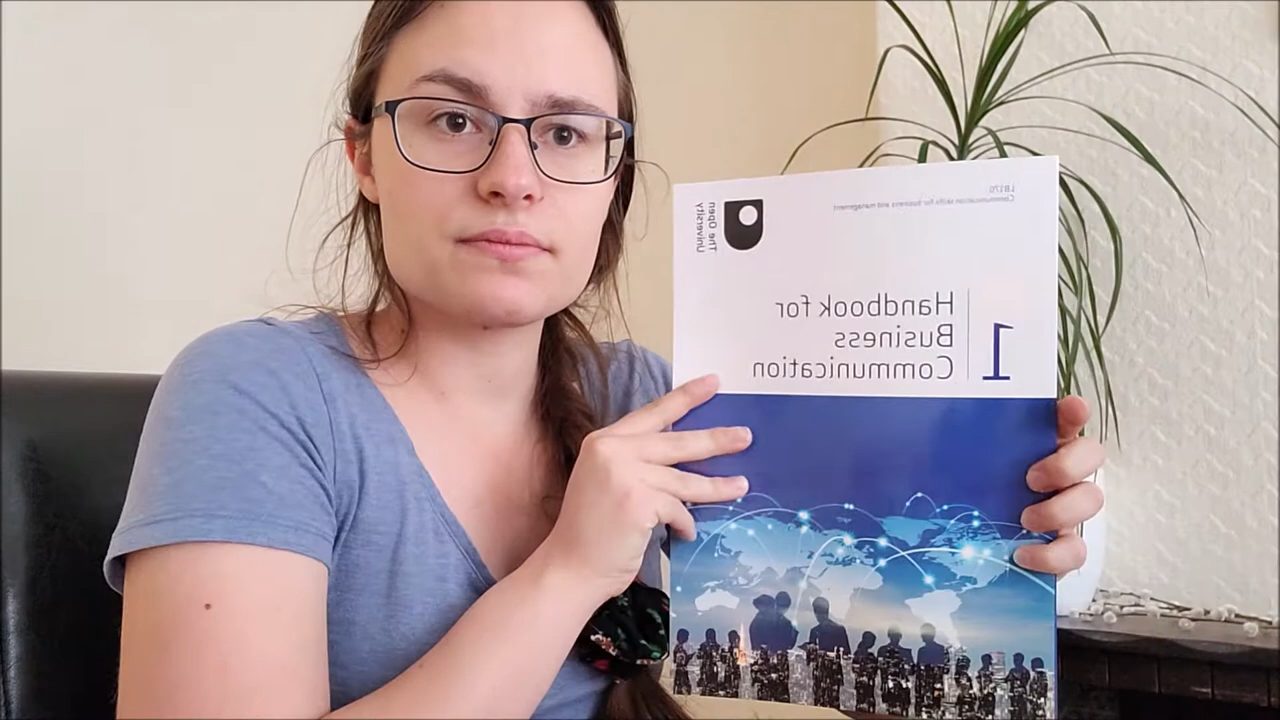 LB170
Communication skills for business and management
The Open
University
1
Handbook for
Business
Communication